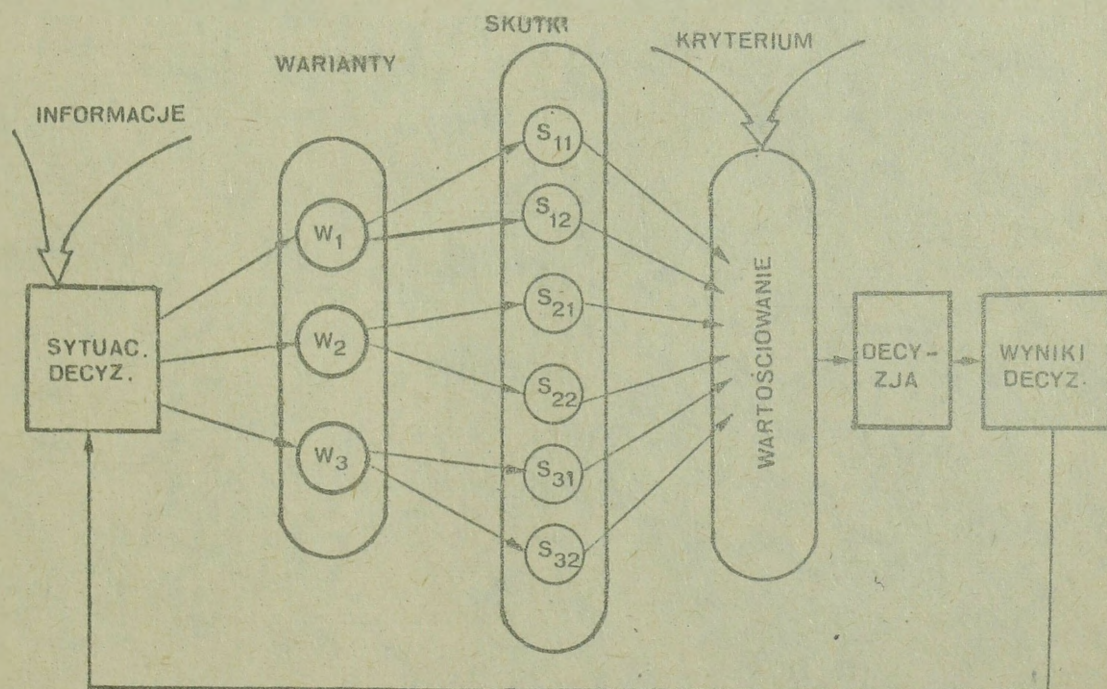 SKUTKI
KRYTERIUM
WARIANTY
INFORMACJE
S11
S12
W1
S21
SYTUAC.
DECYZ.
W2
S22
W3
S31
S32
WARTOŚCIOWANIE
DECY-
ZJA
WYNIKI
DECYZ.